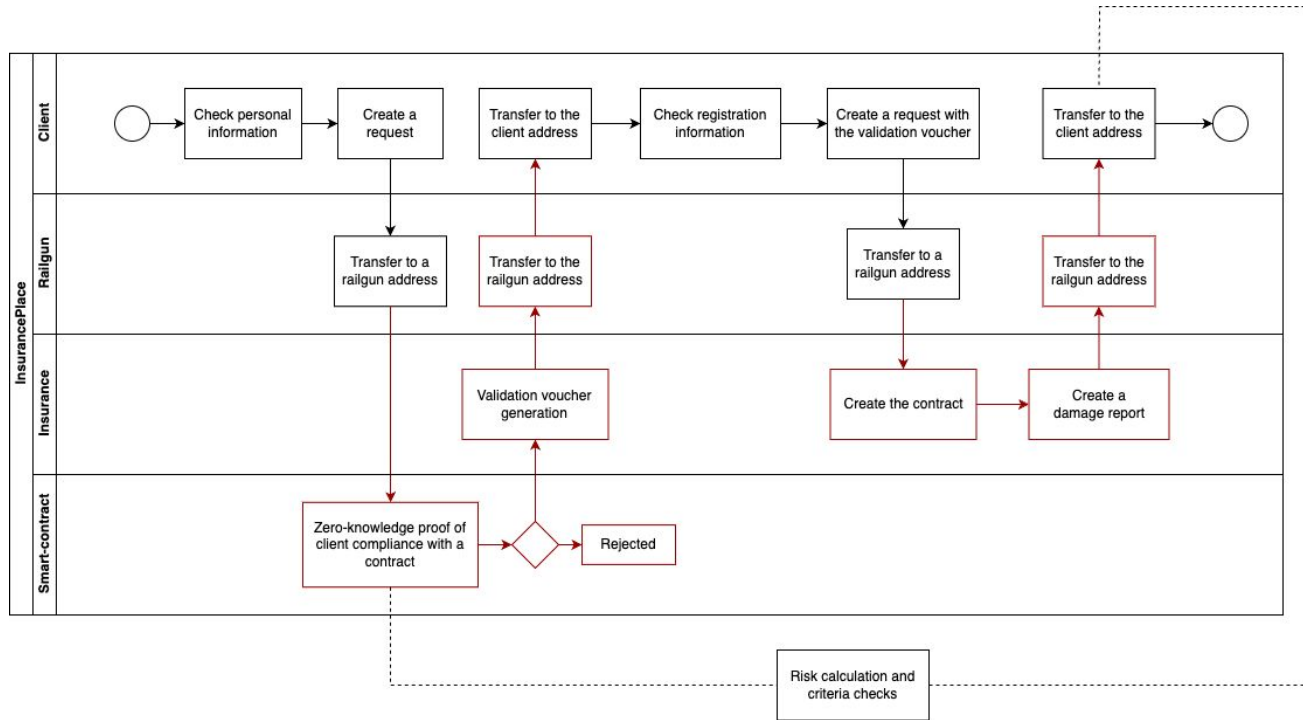 InsurancePlace
Client
Check personal
information
Create a
request
Transfer to the
client address
Check registration
information
Create a request with
the validation voucher
Transfer to the
client address
Railgun
Transfer to a
railgun address
Transfer to the
railgun address
Transfer to a
railgun address
Transfer to the
railgun address
Insurance
Validation voucher
generation
Create the contract
Create a
damage report
Smart-contract
Zero-knowledge proof of
client compliance with a
contract
Rejected
Risk calculation and
criteria checks